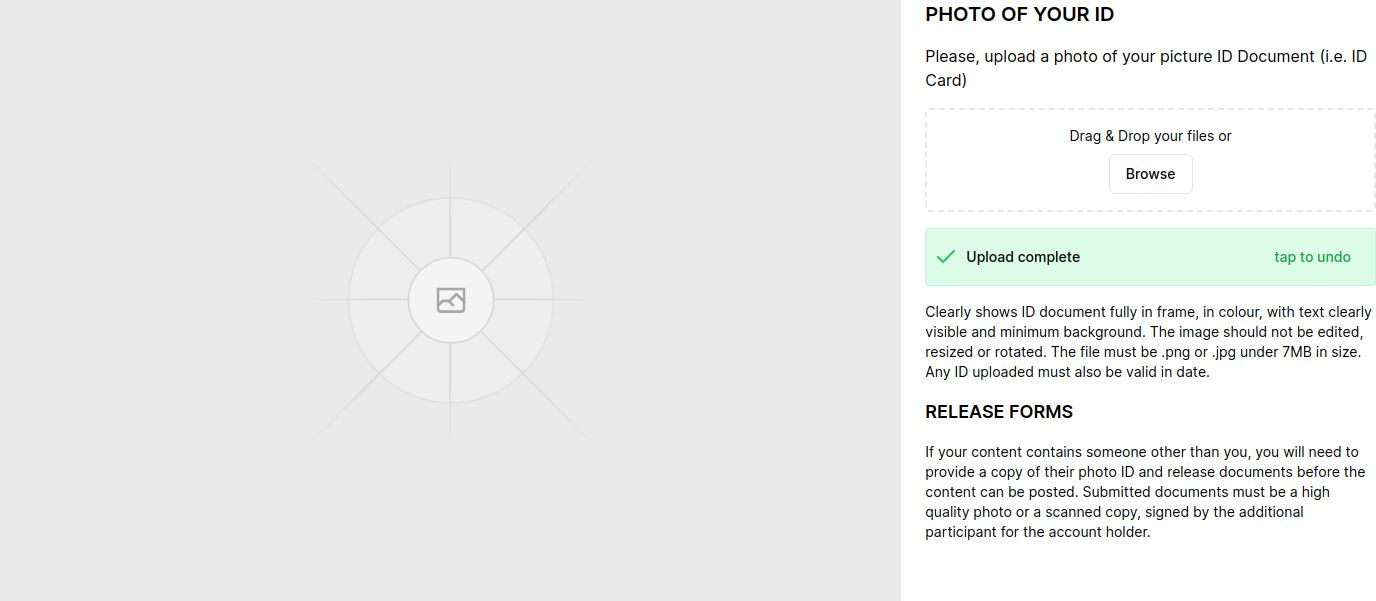 PHOTO OF YOUR ID
Please, upload a photo of your picture ID Document (i.e. ID
Card)
Drag & Drop your files or
Browse
Upload complete
tap to undo
Clearly shows ID document fully in frame, in colour, with text clearly
visible and minimum background. The image should not be edited,
resized or rotated. The file must be .png or .jpg under 7MB in size.
Any ID uploaded must also be valid in date.
RELEASE FORMS
If your content contains someone other than you, you will need to
provide a copy of their photo ID and release documents before the
content can be posted. Submitted documents must be a high
quality photo or a scanned copy, signed by the additional
participant for the account holder.